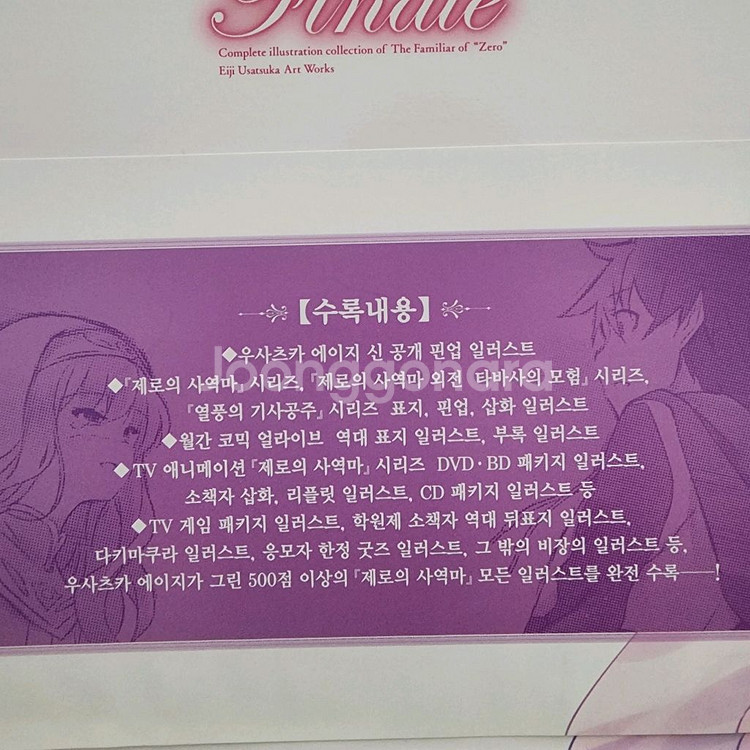 Finale
Complete illustration collection of The Familiar of "Zero"
Eiji Usatsuka Art Works
【수록내용】
◆우사츠카 에이지 신 공개 핀업 일러스트
◆『제로의 사역마』 시리즈, 『제로의 사역마 외전 타바사의 모험』 시리즈,
『열풍의 기사공주』 시리즈 표지, 핀업, 삽화 일러스트
◆월간 코믹 얼라이브 역대 표지 일러스트, 부록 일러스트
◆TV 애니메이션 『제로의 사역마』 시리즈 DVD·BD 패키지 일러스트,
소책자 삽화, 리플릿 일러스트, CD 패키지 일러스트 등
◆TV 게임 패키지 일러스트, 학원제 소책자 역대 뒤표지 일러스트,
다키마쿠라 일러스트, 응모자 한정 굿즈 일러스트, 그 밖의 비장의 일러스트 등,
우사츠카 에이지가 그린 500점 이상의 『제로의 사역마』 모든 일러스트를 완전 수록──!